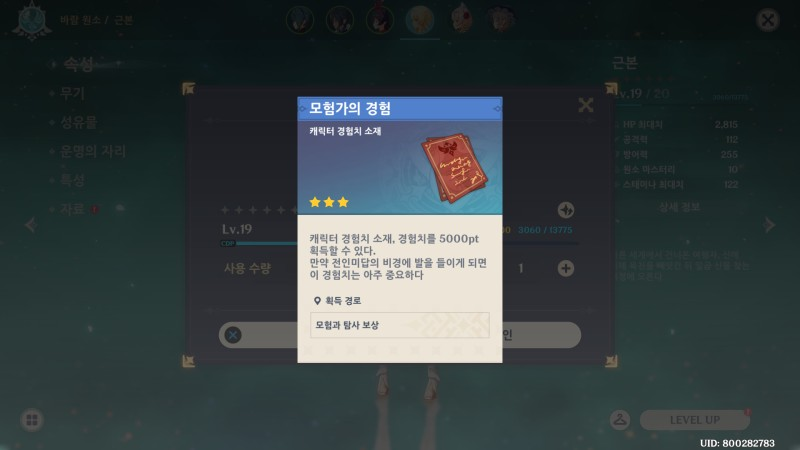 바람 원소 / 근본
속성
무기
성유물
운명의 자리
특성
자료
근본
Lv.19 / 20
HP 최대치 2,815
공격력 112
방어력 255
원소 마스터리 10
스태미나 최대치 122
상세 정보
모험가의 경험
캐릭터 경험치 소재
Lv.19
3060 / 13775
EXP
사용 수량
1
캐릭터 경험치 소재, 경험치를 5000pt
획득할 수 있다.
만약 전인미답의 비경에 발을 들이게 되면
이 경험치는 아주 중요하다
획득 경로
모험과 탐사 보상
LEVEL UP
UID: 800282783